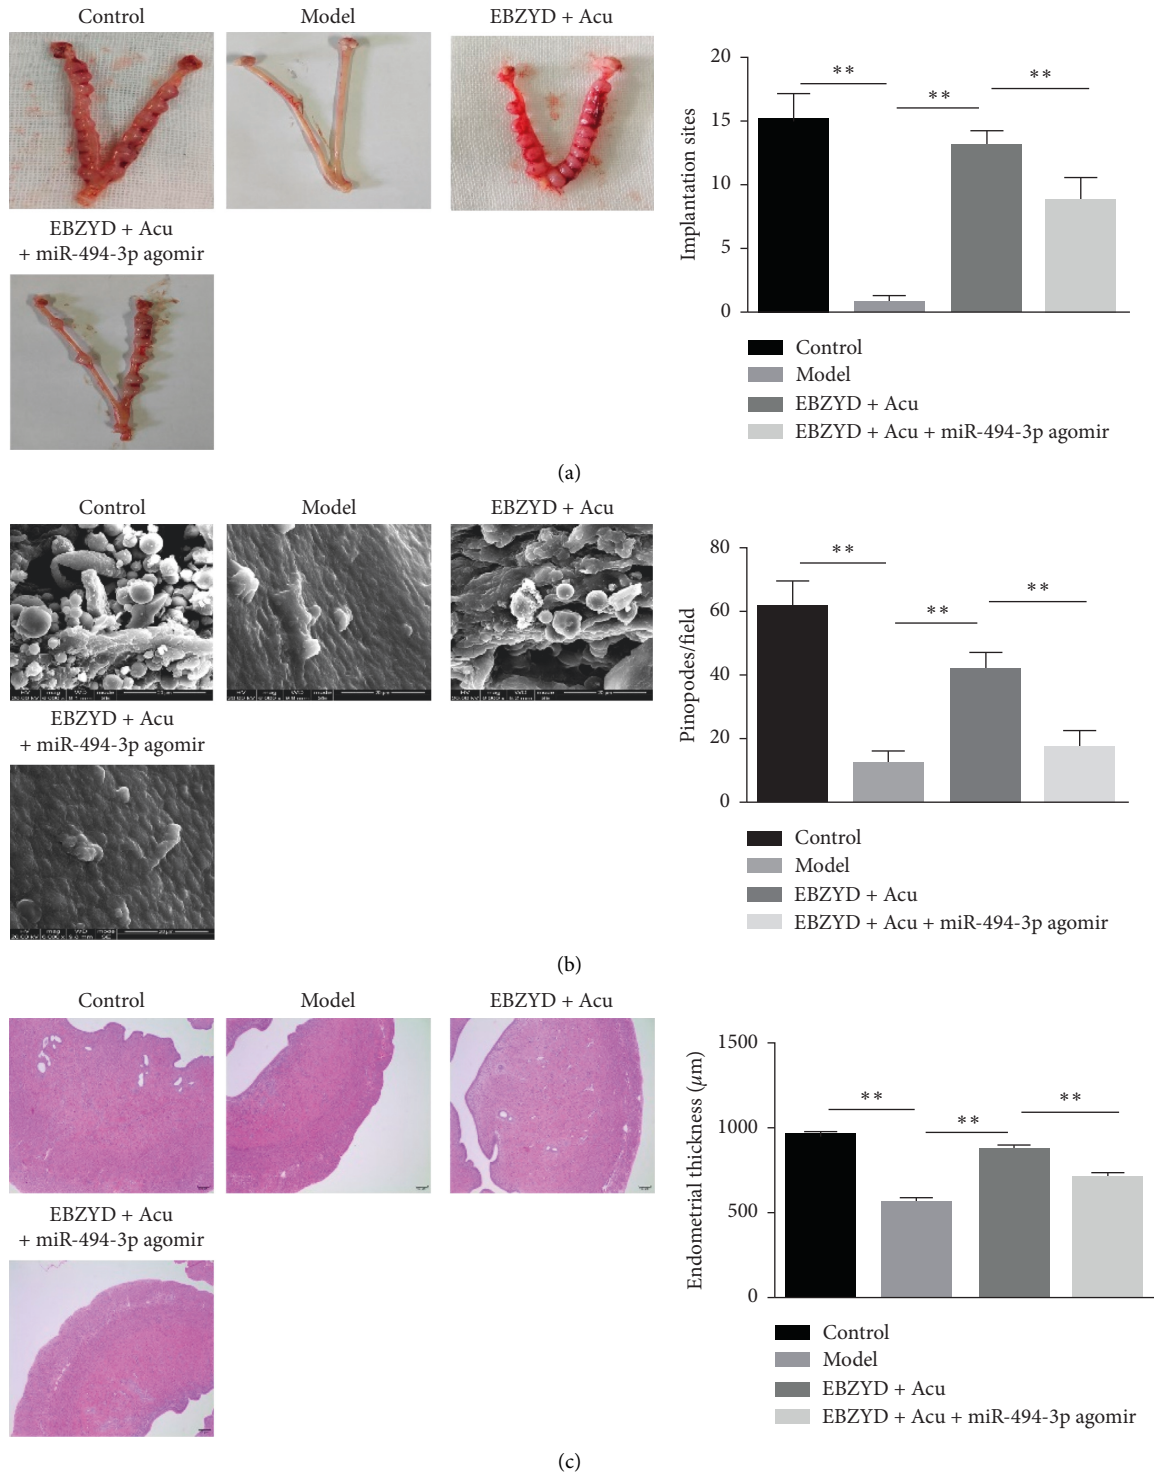 Control
Model
EBZYD + Acu
EBZYD + Acu
+ miR-494-3p agomir
20
15
10
5
0
Implantation sites
**
**
**
Control
Model
EBZYD + Acu
EBZYD + Acu + miR-494-3p agomir
(a)
Control
Model
EBZYD + Acu
EBZYD + Acu
+ miR-494-3p agomir
80
60
40
20
0
Pinopodes/field
**
**
**
Control
Model
EBZYD + Acu
EBZYD + Acu + miR-494-3p agomir
(b)
Control
Model
EBZYD + Acu
EBZYD + Acu
+ miR-494-3p agomir
1500
1000
500
0
Endometrial thickness (μm)
**
**
**
Control
Model
EBZYD + Acu
EBZYD + Acu + miR-494-3p agomir
(c)